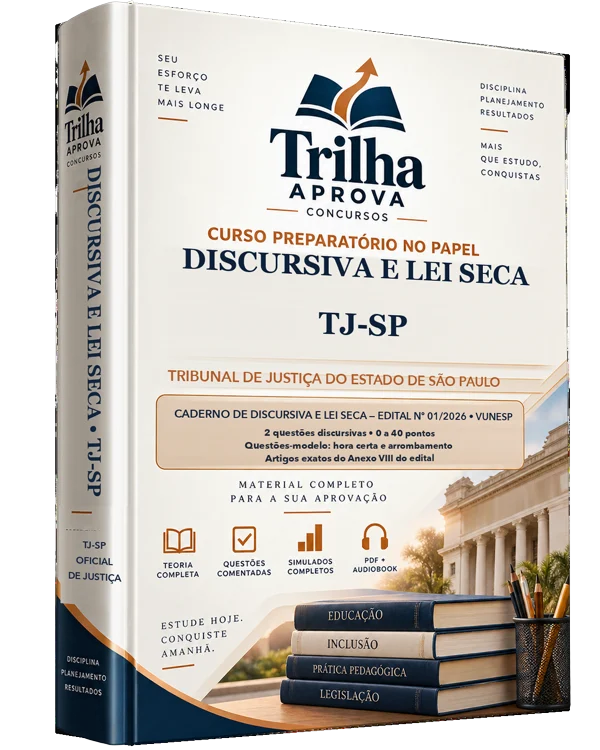 Trilha
APROVA
CONCURSOS
DISCURSIVA E LEI SECA • TJ-SP
TJ-SP
OFICIAL
DE JUSTIÇA
DISCIPLINA
PLANEJAMENTO
RESULTADOS
SEU
ESFORÇO
TE LEVA
MAIS LONGE
DISCIPLINA
PLANEJAMENTO
RESULTADOS
MAIS
QUE ESTUDO,
CONQUISTAS
Trilha
APROVA
CONCURSOS
CURSO PREPARATÓRIO NO PAPEL
DISCURSIVA E LEI SECA
TJ-SP
TRIBUNAL DE JUSTIÇA DO ESTADO DE SÃO PAULO
CADERNO DE DISCURSIVA E LEI SECA – EDITAL Nº 01/2026 • VUNESP
2 questões discursivas • 0 a 40 pontos
Questões-modelo: hora certa e arrombamento
Artigos exatos do Anexo VIII do edital
MATERIAL COMPLETO
PARA A SUA APROVAÇÃO
TEORIA
COMPLETA
QUESTÕES
COMENTADAS
SIMULADOS
COMPLETOS
PDF +
AUDIOBOOK
ESTUDE HOJE.
CONQUISTE
AMANHÃ.
EDUCAÇÃO
INCLUSÃO
PRÁTICA PEDAGÓGICA
LEGISLAÇÃO